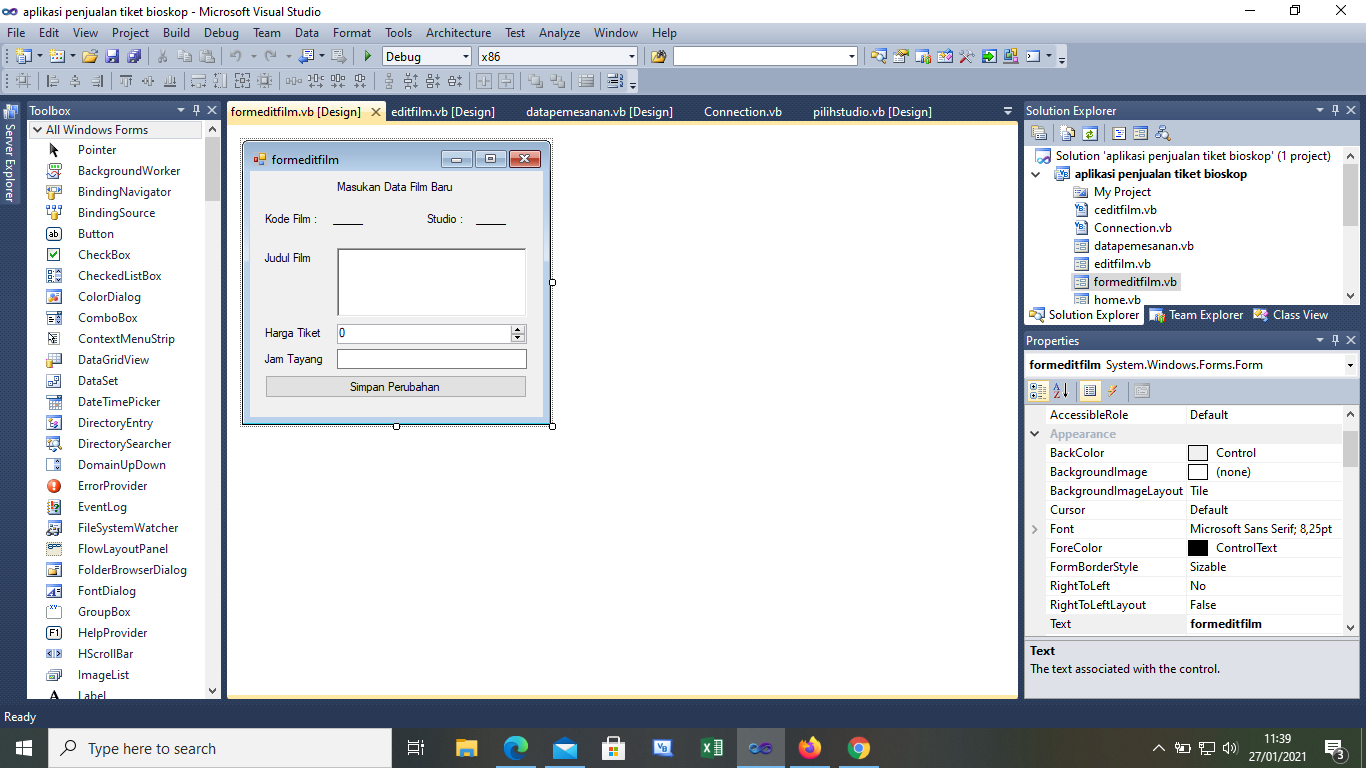 aplikasi penjualan tiket bioskop - Microsoft Visual Studio
File Edit View Project Build Debug Team Data Format Tools Architecture Test Analyze Window Help
Debug x86
Server Explorer
Toolbox
All Windows Forms
Pointer
BackgroundWorker
BindingNavigator
BindingSource
Button
CheckBox
CheckedListBox
ColorDialog
ComboBox
ContextMenuStrip
DataGridView
DataSet
DateTimePicker
DirectoryEntry
DirectorySearcher
DomainUpDown
ErrorProvider
EventLog
FileSystemWatcher
FlowLayoutPanel
FolderBrowserDialog
FontDialog
GroupBox
HelpProvider
HScrollBar
ImageList
Label
formeditfilm.vb [Design] editfilm.vb [Design] datapemesanan.vb [Design] Connection.vb pilihstudio.vb [Design]
formeditfilm
Masukan Data Film Baru
Kode Film : _____ Studio : _____
Judul Film
Harga Tiket 0
Jam Tayang
Simpan Perubahan
Solution Explorer
Solution 'aplikasi penjualan tiket bioskop' (1 project)
aplikasi penjualan tiket bioskop
My Project
ceditfilm.vb
Connection.vb
datapemesanan.vb
editfilm.vb
formeditfilm.vb
home.vb
Solution Explorer Team Explorer Class View
Properties
formeditfilm System.Windows.Forms.Form
AccessibleRole Default
Appearance
BackColor Control
BackgroundImage (none)
BackgroundImageLayout Tile
Cursor Default
Font Microsoft Sans Serif; 8,25pt
ForeColor ControlText
FormBorderStyle Sizable
RightToLeft No
RightToLeftLayout False
Text formeditfilm
Text
The text associated with the control.
Ready
Type here to search
11:39
27/01/2021
3